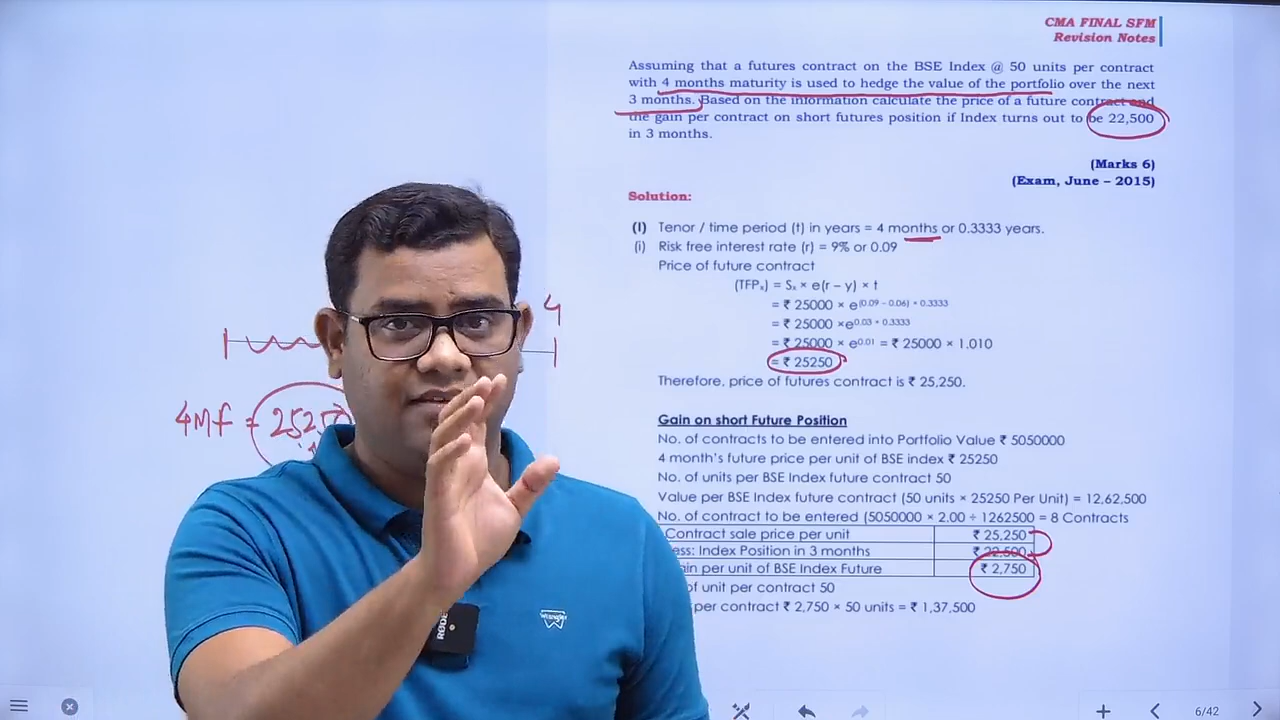 CMA FINAL SFM
Revision Notes
Assuming that a futures contract on the BSE Index @ 50 units per contract
with 4 months maturity is used to hedge the value of the portfolio over the next
3 months. Based on the information calculate the price of a future contract and
the gain per contract on short futures position if Index turns out to be 22,500
in 3 months.
(Marks 6)
(Exam, June – 2015)
Solution:
(I) Tenor / time period (t) in years = 4 months or 0.3333 years.
(i) Risk free interest rate (r) = 9% or 0.09
Price of future contract
(TFPₓ) = Sₓ × e(r – y) × t
= ₹ 25000 × e(0.09 – 0.06) × 0.3333
= ₹ 25000 ×e0.03 × 0.3333
= ₹ 25000 × e0.01 = ₹ 25000 × 1.010
= ₹ 25250
Therefore, price of futures contract is ₹ 25,250.
4
4Mf = 25250
Gain on short Future Position
No. of contracts to be entered into Portfolio Value ₹ 5050000
4 month's future price per unit of BSE index ₹ 25250
No. of units per BSE Index future contract 50
Value per BSE Index future contract (50 units × 25250 Per Unit) = 12,62,500
No. of contract to be entered (5050000 × 2.00 ÷ 1262500 = 8 Contracts
Contract sale price per unit ₹ 25,250
ess: Index Position in 3 months ₹ 22,500
in per unit of BSE Index Future ₹ 2,750
of unit per contract 50
per contract ₹ 2,750 × 50 units = ₹ 1,37,500
RODE
Wrangler
6/42